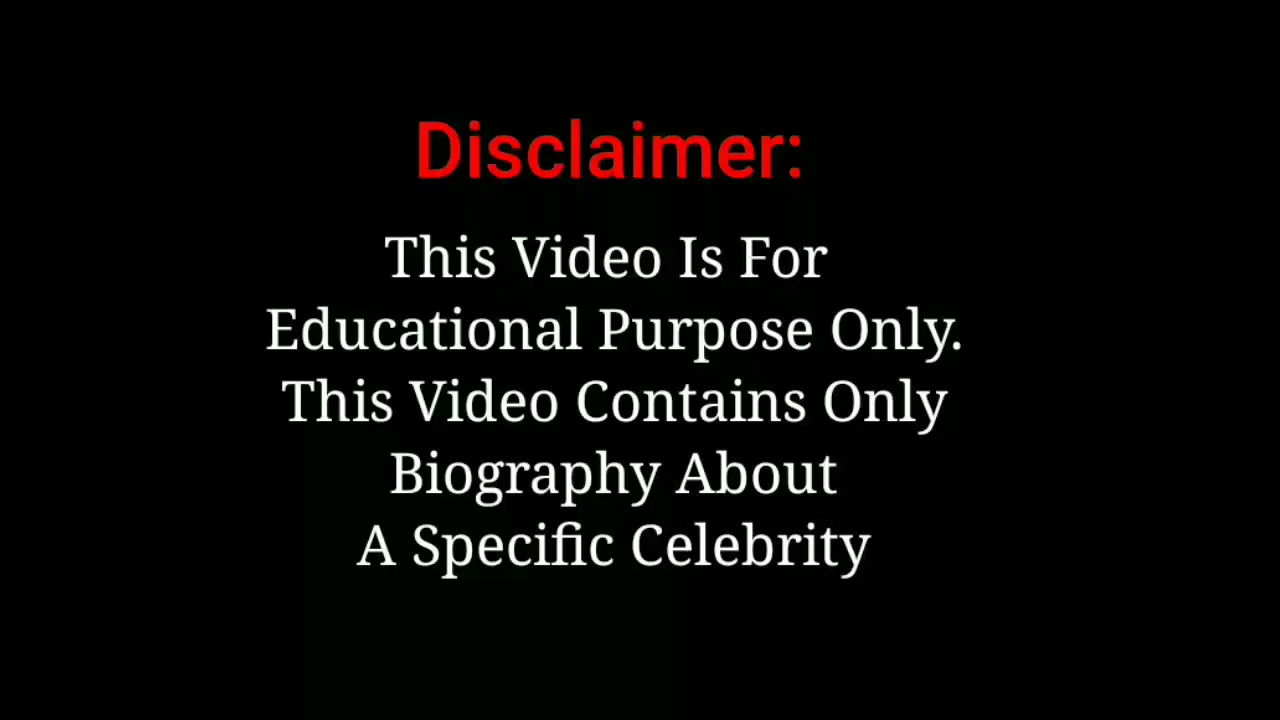 Disclaimer:
This Video Is For
Educational Purpose Only.
This Video Contains Only
Biography About
A Specific Celebrity